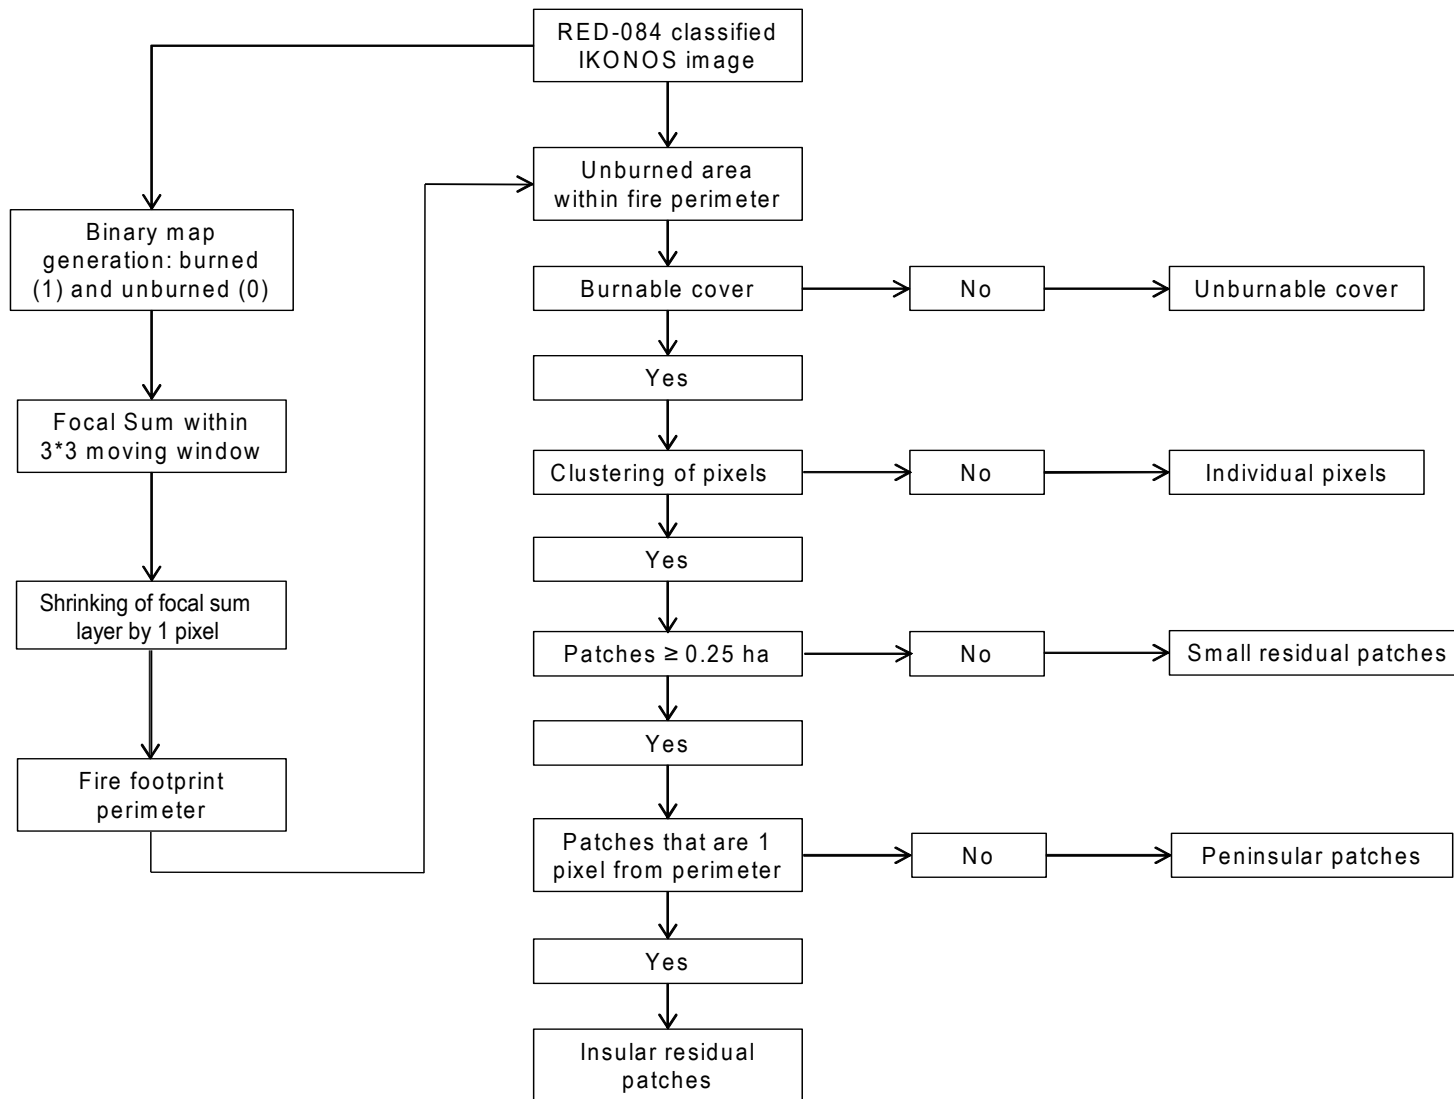 RED-084 classified
IKONOS image
Unburned area
within fire perimeter
Binary map
generation: burned
(1) and unburned (0)
Burnable cover
No
Unburnable cover
Yes
Focal Sum within
3*3 moving window
Clustering of pixels
No
Individual pixels
Yes
Shrinking of focal sum
layer by 1 pixel
Patches ≥ 0.25 ha
No
Small residual patches
Yes
Fire footprint
perimeter
Patches that are 1
pixel from perimeter
No
Peninsular patches
Yes
Insular residual
patches